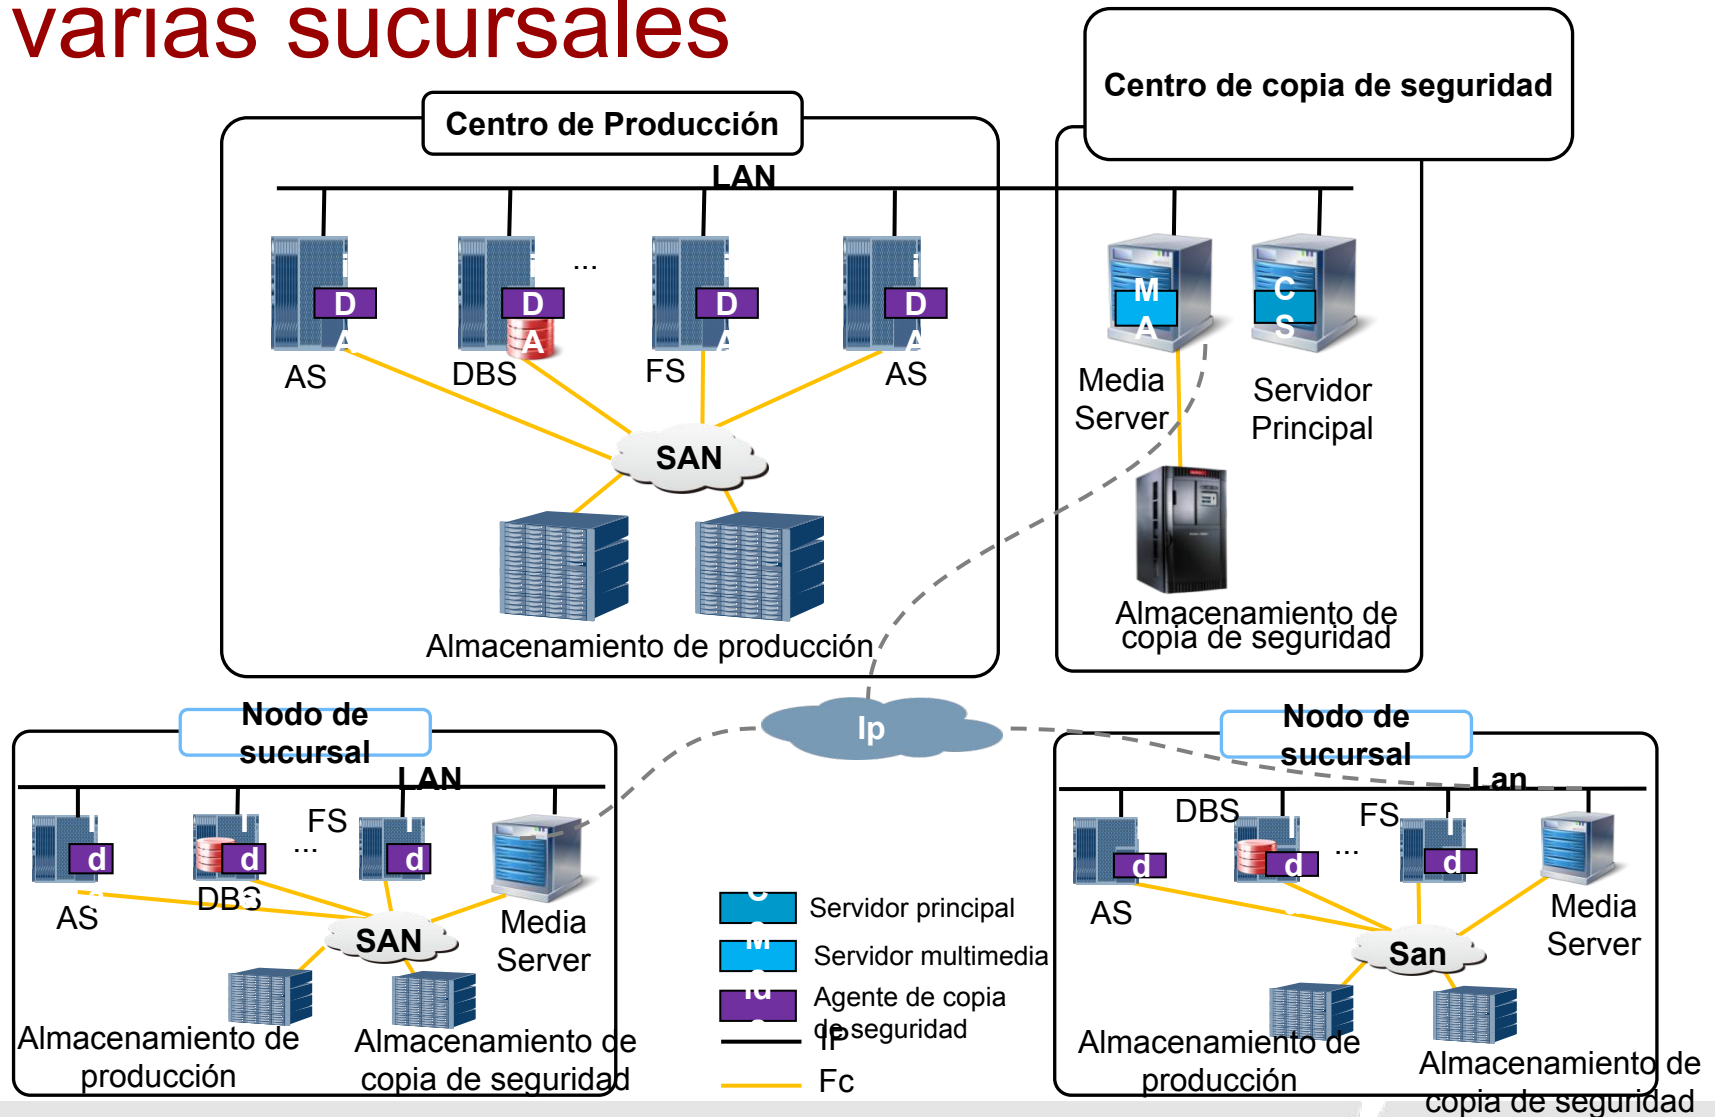 varias sucursales
Centro de copia de seguridad
Centro de Producción
LAN
...
D
A
D
A
D
A
D
A
M
A
C
S
AS
DBS
FS
AS
Media
Server
Servidor
Principal
SAN
Almacenamiento de producción
Almacenamiento de
copia de seguridad
Ip
Nodo de
sucursal
LAN
FS
...
d
d
d
AS
DBS
SAN
Media
Server
Almacenamiento de
producción
Almacenamiento de
copia de seguridad
Servidor principal
Servidor multimedia
Agente de copia
de seguridad
IP
Fc
Nodo de
sucursal
Lan
DBS
FS
...
d
d
d
AS
San
Media
Server
Almacenamiento de
producción
Almacenamiento de
copia de seguridad